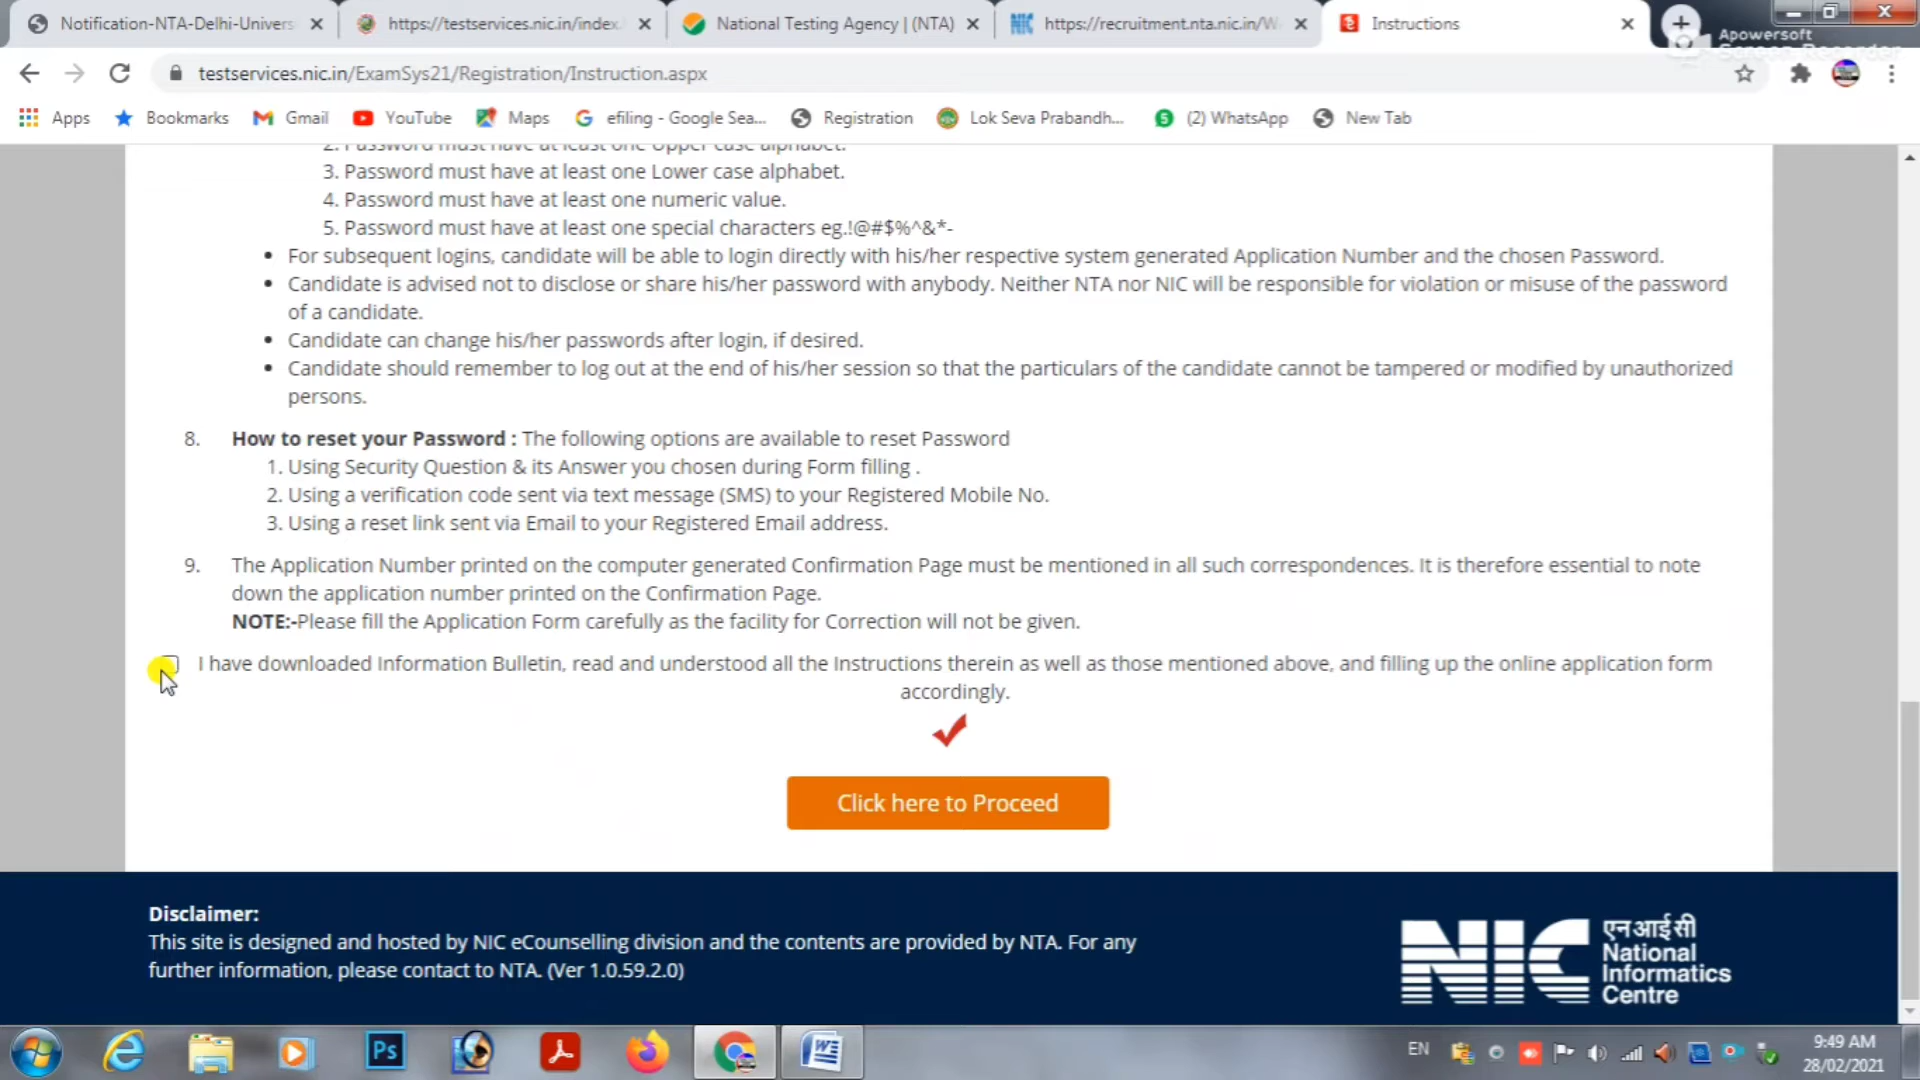 Notification-NTA-Delhi-Univers
https://testservices.nic.in/index.
National Testing Agency | (NTA)
https://recruitment.nta.nic.in/W
Instructions
Apowersoft
Screen Recorder
testservices.nic.in/ExamSys21/Registration/Instruction.aspx
Apps
Bookmarks
Gmail
YouTube
Maps
efiling - Google Sea...
Registration
Lok Seva Prabandh...
(2) WhatsApp
New Tab
2. Password must have at least one Upper case alphabet.
3. Password must have at least one Lower case alphabet.
4. Password must have at least one numeric value.
5. Password must have at least one special characters eg.!@#$%^&*-
• For subsequent logins, candidate will be able to login directly with his/her respective system generated Application Number and the chosen Password.
• Candidate is advised not to disclose or share his/her password with anybody. Neither NTA nor NIC will be responsible for violation or misuse of the password
of a candidate.
• Candidate can change his/her passwords after login, if desired.
• Candidate should remember to log out at the end of his/her session so that the particulars of the candidate cannot be tampered or modified by unauthorized
persons.
8. How to reset your Password : The following options are available to reset Password
1. Using Security Question & its Answer you chosen during Form filling .
2. Using a verification code sent via text message (SMS) to your Registered Mobile No.
3. Using a reset link sent via Email to your Registered Email address.
9. The Application Number printed on the computer generated Confirmation Page must be mentioned in all such correspondences. It is therefore essential to note
down the application number printed on the Confirmation Page.
NOTE:-Please fill the Application Form carefully as the facility for Correction will not be given.
I have downloaded Information Bulletin, read and understood all the Instructions therein as well as those mentioned above, and filling up the online application form
accordingly.
Click here to Proceed
Disclaimer:
This site is designed and hosted by NIC eCounselling division and the contents are provided by NTA. For any
further information, please contact to NTA. (Ver 1.0.59.2.0)
NIC
एनआईसी
National
Informatics
Centre
Ps
EN
9:49 AM
28/02/2021